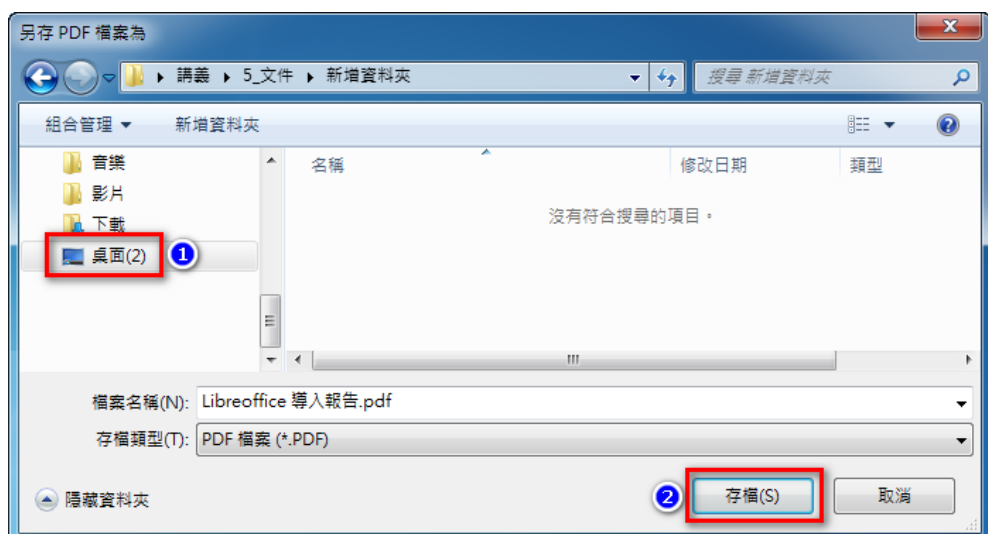 另存 PDF 檔案為
講義 5_文件 新增資料夾
搜尋 新增資料夾
組合管理 新增資料夾
音樂
影片
下載
桌面(2)
1
名稱 修改日期 類型
沒有符合搜尋的項目。
檔案名稱(N): Libreoffice 導入報告.pdf
存檔類型(T): PDF 檔案 (*.PDF)
隱藏資料夾
2
存檔(S)
取消